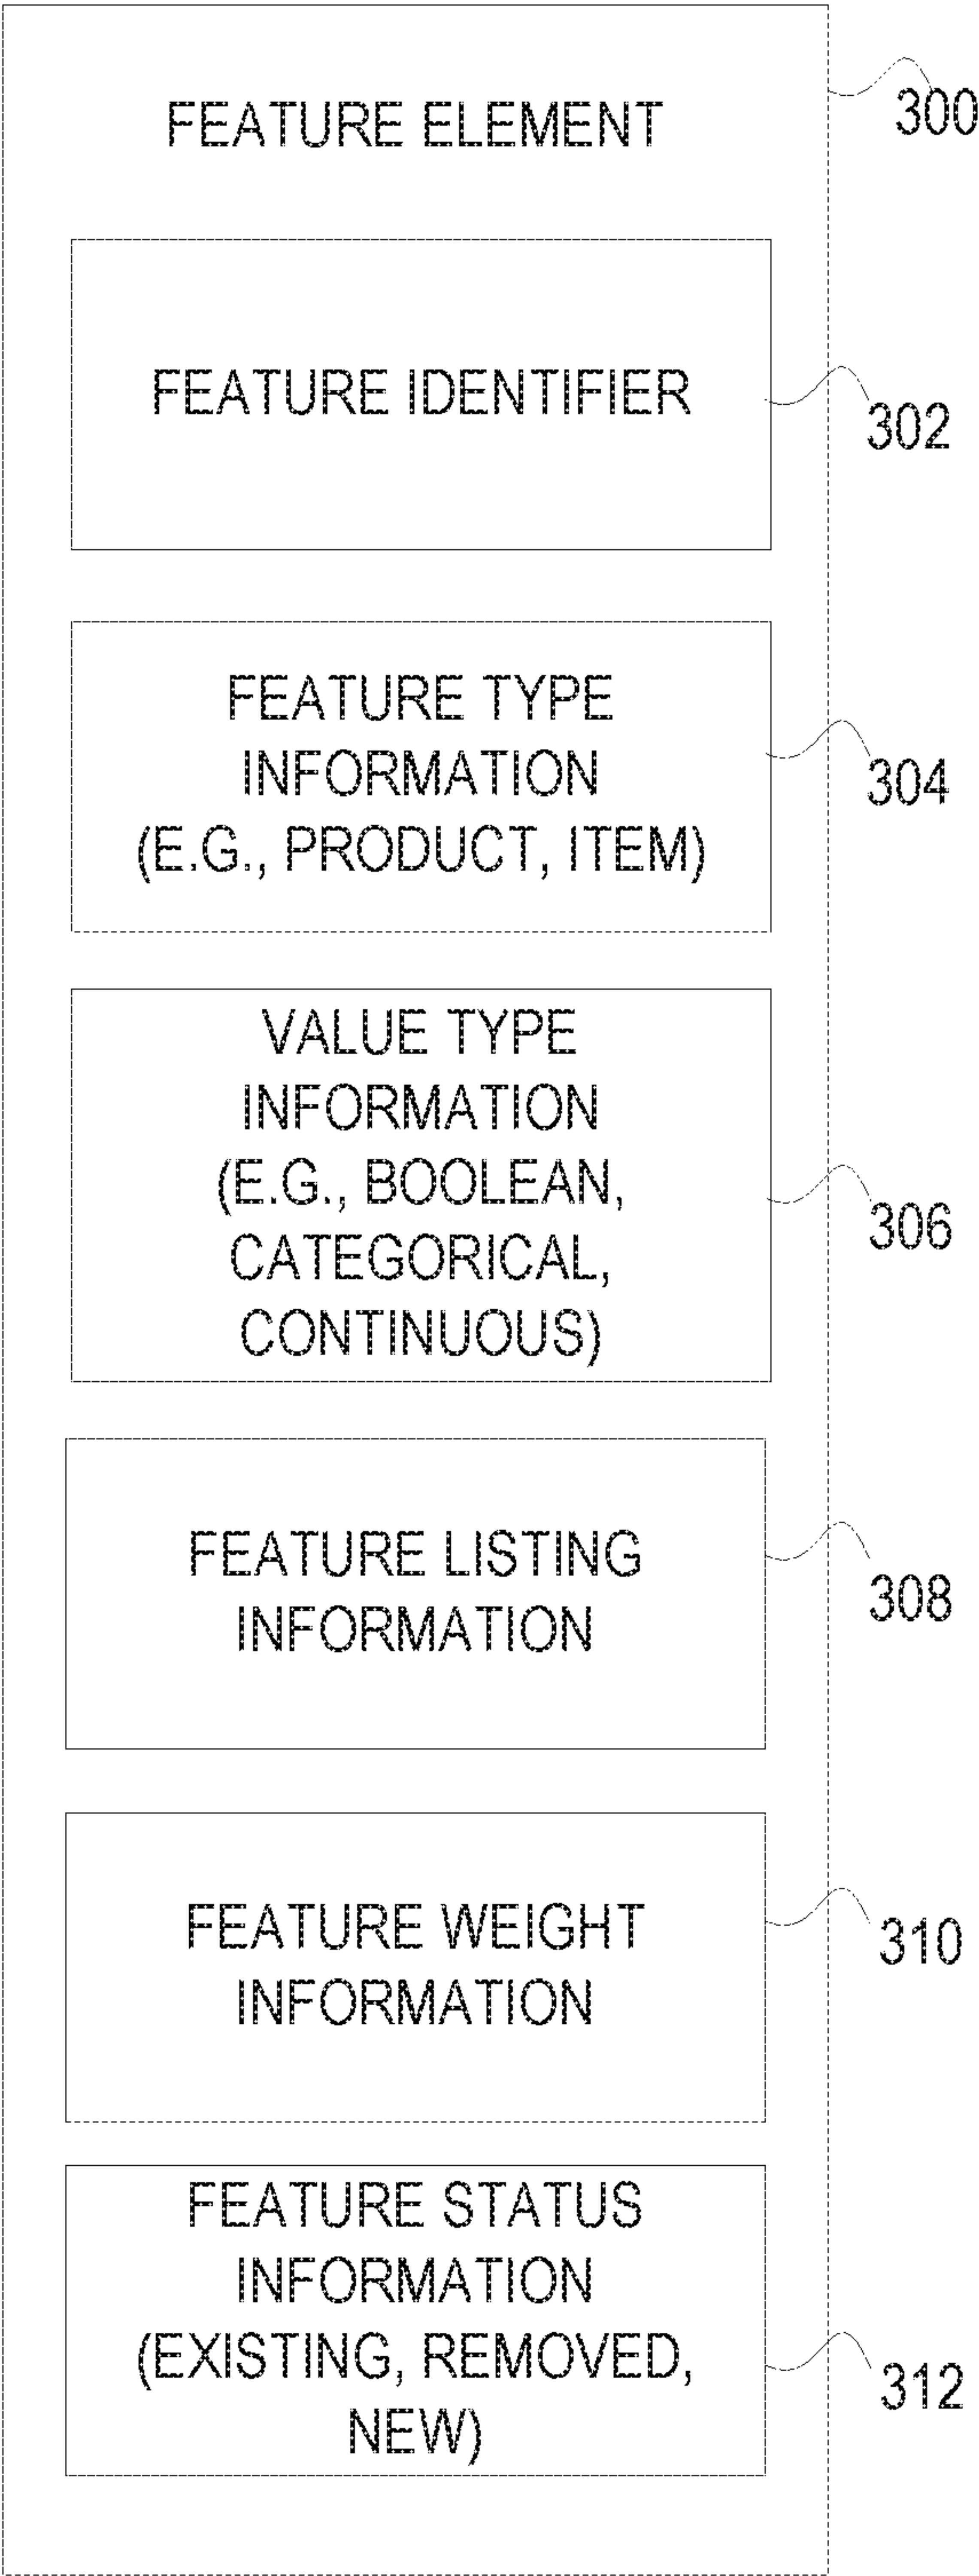 FEATURE ELEMENT
300
FEATURE IDENTIFIER
302
FEATURE TYPE
INFORMATION
(E.G., PRODUCT, ITEM)
304
VALUE TYPE
INFORMATION
(E.G., BOOLEAN,
CATEGORICAL,
CONTINUOUS)
306
FEATURE LISTING
INFORMATION
308
FEATURE WEIGHT
INFORMATION
310
FEATURE STATUS
INFORMATION
(EXISTING, REMOVED,
NEW)
312